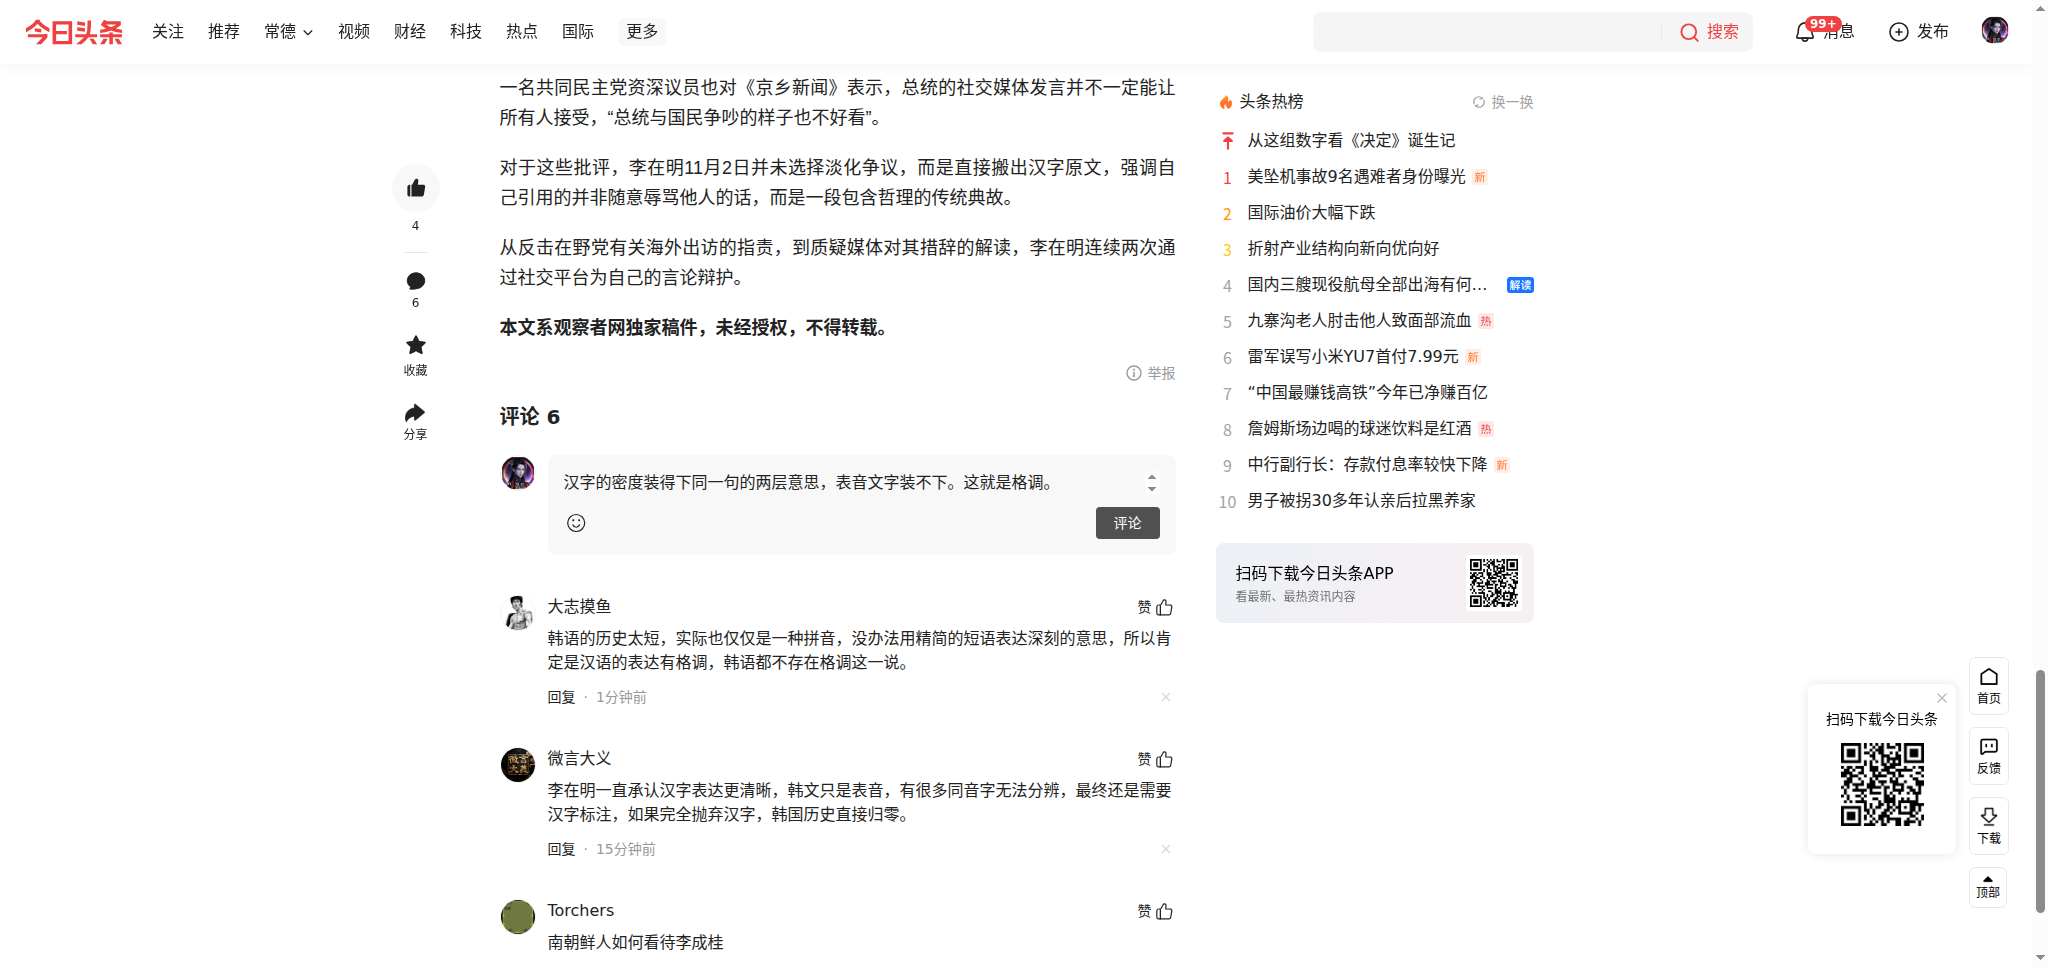 今日头条
关注 推荐 常德 视频 财经 科技 热点 国际 更多
搜索
99+
消息
发布
一名共同民主党资深议员也对《京乡新闻》表示，总统的社交媒体发言并不一定能让
所有人接受，“总统与国民争吵的样子也不好看”。
对于这些批评，李在明11月2日并未选择淡化争议，而是直接搬出汉字原文，强调自
己引用的并非随意辱骂他人的话，而是一段包含哲理的传统典故。
从反击在野党有关海外出访的指责，到质疑媒体对其措辞的解读，李在明连续两次通
过社交平台为自己的言论辩护。
本文系观察者网独家稿件，未经授权，不得转载。
举报
4
6
收藏
分享
评论 6
汉字的密度装得下同一句的两层意思，表音文字装不下。这就是格调。
评论
大志摸鱼
赞
韩语的历史太短，实际也仅仅是一种拼音，没办法用精简的短语表达深刻的意思，所以肯
定是汉语的表达有格调，韩语都不存在格调这一说。
回复 · 1分钟前
微言大义
赞
李在明一直承认汉字表达更清晰，韩文只是表音，有很多同音字无法分辨，最终还是需要
汉字标注，如果完全抛弃汉字，韩国历史直接归零。
回复 · 15分钟前
Torchers
赞
南朝鲜人如何看待李成桂
头条热榜
换一换
从这组数字看《决定》诞生记
1 美坠机事故9名遇难者身份曝光 新
2 国际油价大幅下跌
3 折射产业结构向新向优向好
4 国内三艘现役航母全部出海有何... 解读
5 九寨沟老人肘击他人致面部流血 热
6 雷军误写小米YU7首付7.99元 新
7 “中国最赚钱高铁”今年已净赚百亿
8 詹姆斯场边喝的球迷饮料是红酒 热
9 中行副行长：存款付息率较快下降 新
10 男子被拐30多年认亲后拉黑养家
扫码下载今日头条APP
看最新、最热资讯内容
扫码下载今日头条
首页
反馈
下载
顶部